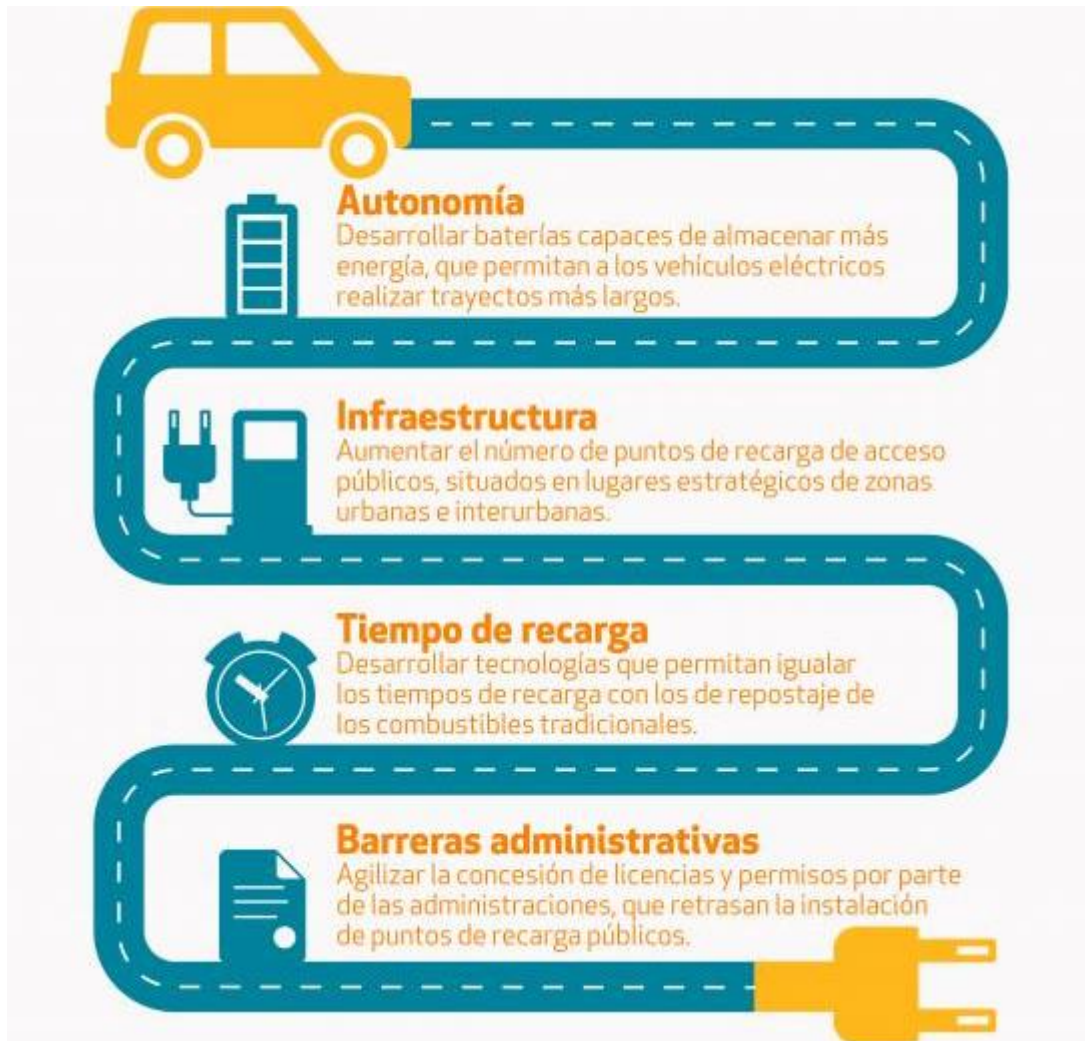 Autonomía
Desarrollar baterías capaces de almacenar más
energía, que permitan a los vehículos eléctricos
realizar trayectos más largos.
Infraestructura
Aumentar el número de puntos de recarga de acceso
públicos, situados en lugares estratégicos de zonas
urbanas e interurbanas.
Tiempo de recarga
Desarrollar tecnologías que permitan igualar
los tiempos de recarga con los de repostaje de
los combustibles tradicionales.
Barreras administrativas
Agilizar la concesión de licencias y permisos por parte
de las administraciones, que retrasan la instalación
de puntos de recarga públicos.